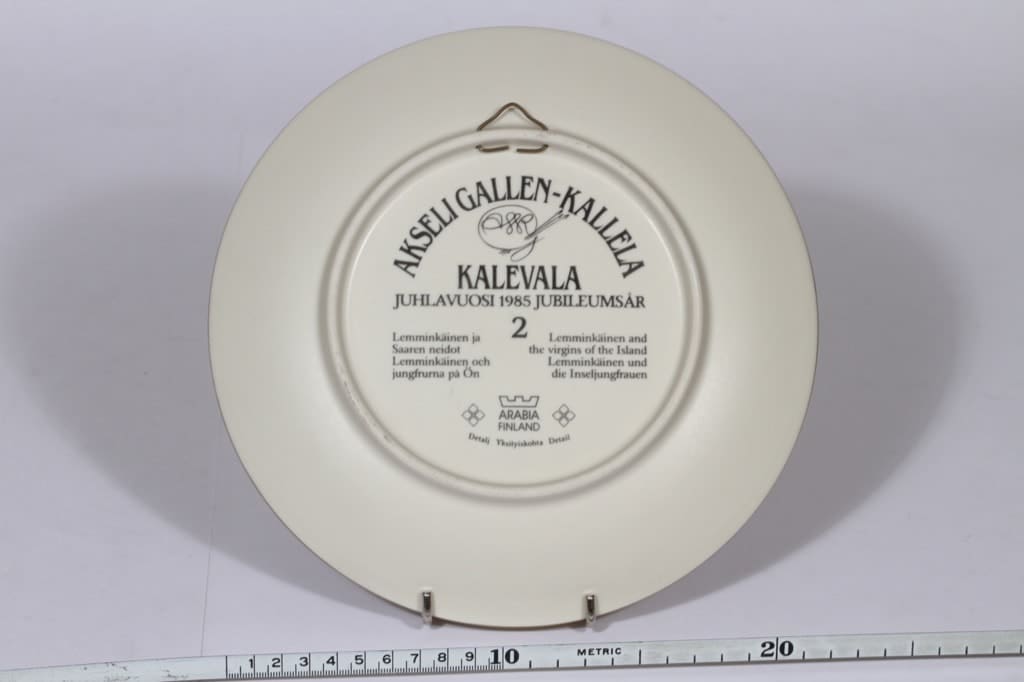 AKSELI GALLEN-KALLELA
KALEVALA
JUHLAVUOSI 1985 JUBILEUMSÅR
2
Lemminkäinen ja
Saaren neidot
Lemminkäinen och
jungfrurna på Ön
Lemminkäinen and
the virgins of the Island
Lemminkäinen und
die Inseljungfrauen
ARABIA
FINLAND
Detalj Yksityiskohta Detail
1 2 3 4 5 6 7 8 9 10 METRIC 20